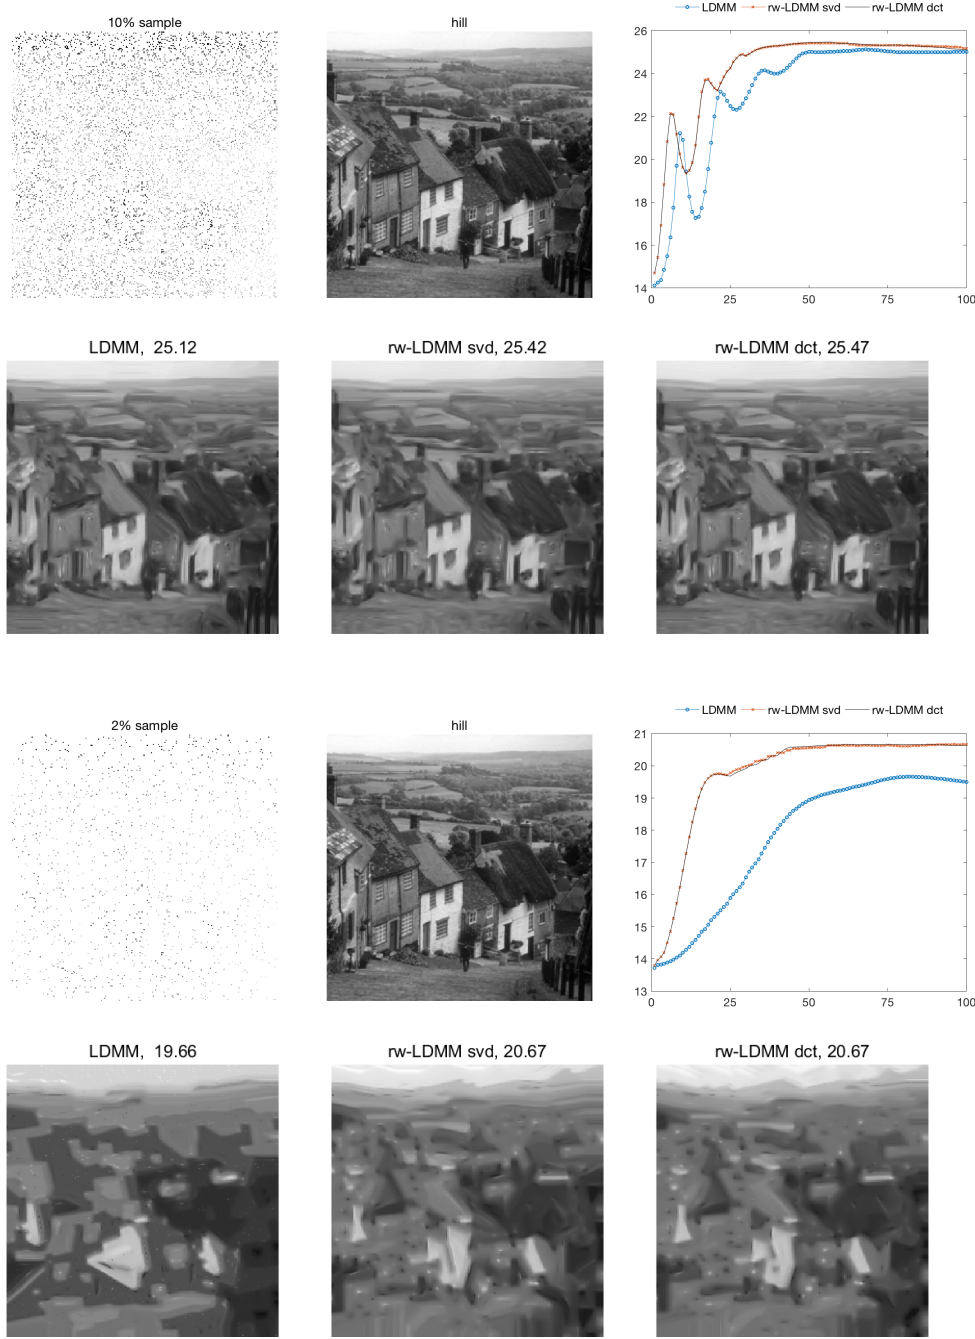 10% sample
hill
LDMM rw-LDMM svd rw-LDMM dct
26
24
22
20
18
16
14
0 25 50 75 100
LDMM, 25.12
rw-LDMM svd, 25.42
rw-LDMM dct, 25.47
2% sample
hill
LDMM rw-LDMM svd rw-LDMM dct
21
20
19
18
17
16
15
14
13
0 25 50 75 100
LDMM, 19.66
rw-LDMM svd, 20.67
rw-LDMM dct, 20.67